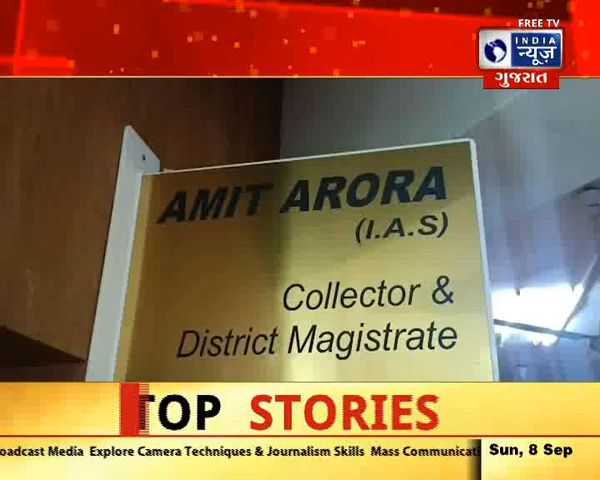 FREE TV
INDIA
न्यूज़
ગુજરાત
AMIT ARORA
(I.A.S)
Collector &
District Magistrate
TOP STORIES
oadcast Media Explore Camera Techniques & Journalism Skills Mass Communicati
Sun, 8 Sep